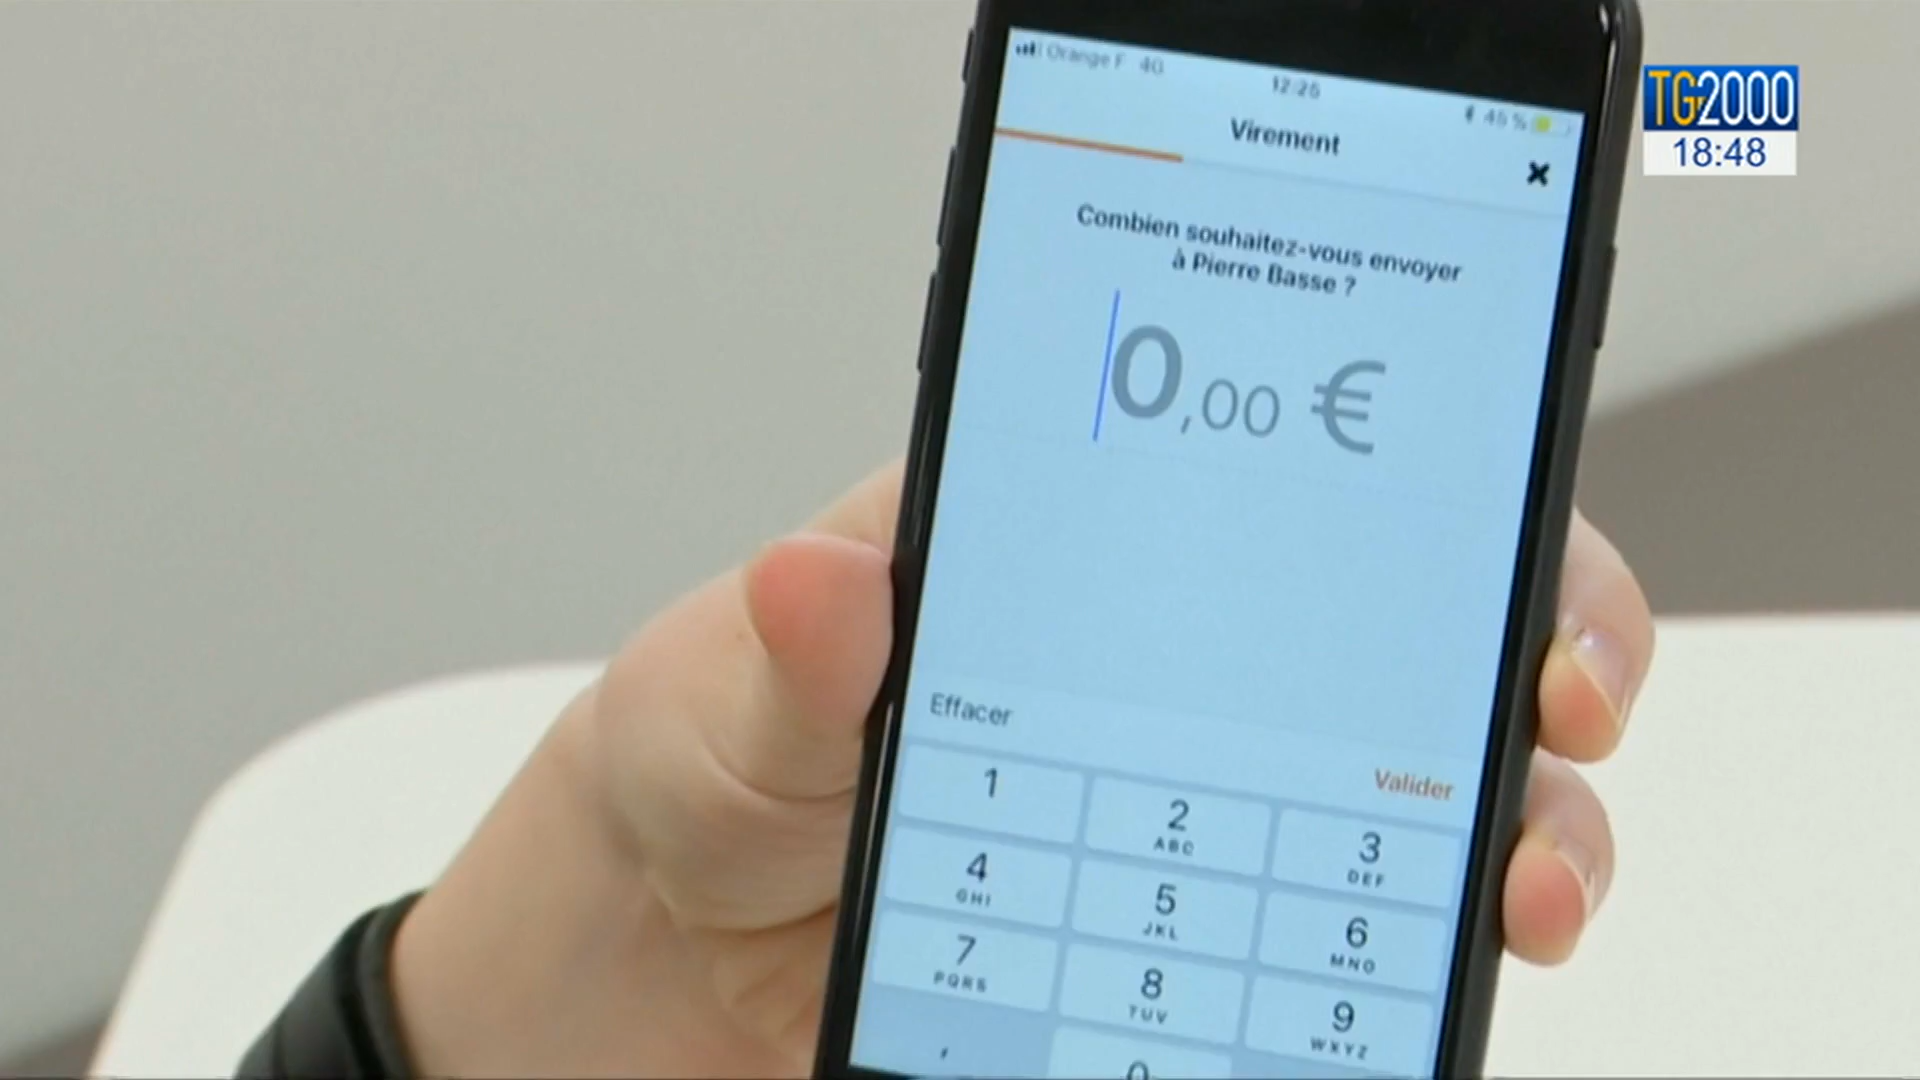 Orange F 4G
12:25
45 %
Virement
Combien souhaitez-vous envoyer
à Pierre Basse ?
0,00 €
Effacer
Valider
1
2
ABC
3
DEF
4
GHI
5
JKL
6
MNO
7
PQRS
8
TUV
9
WXYZ
,
0
TG2000
18:48